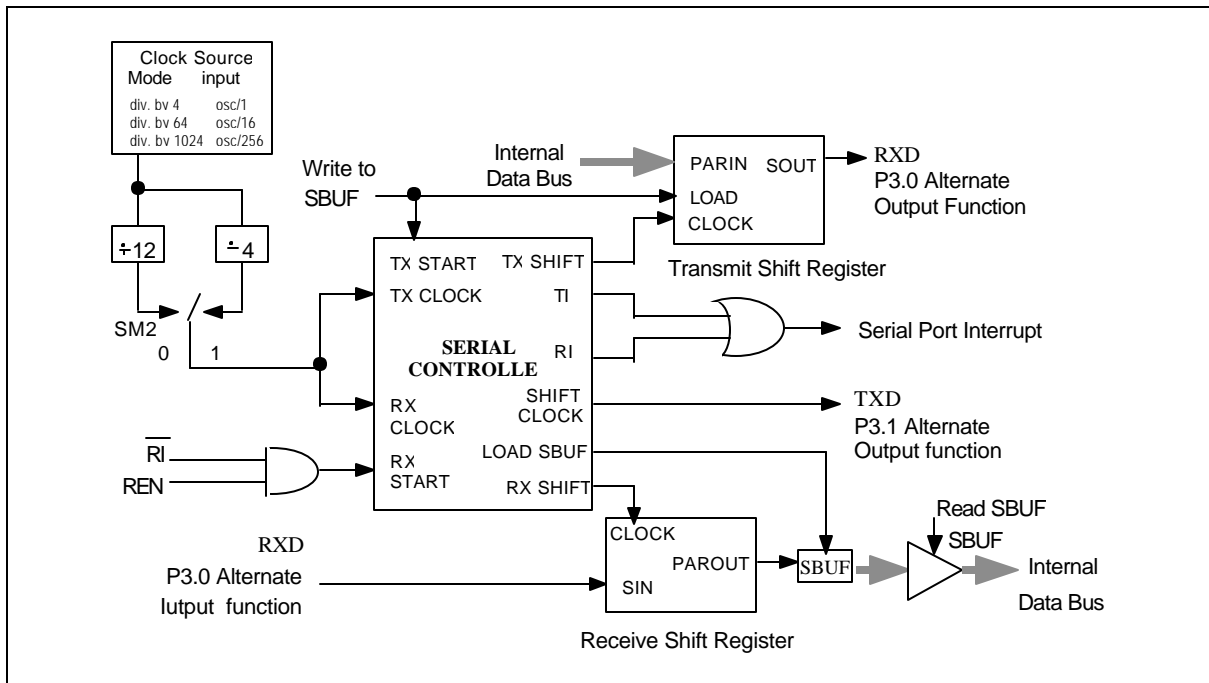 Clock Source
Mode input
div. bv 4 osc/1
div. bv 64 osc/16
div. bv 1024 osc/256
÷12
÷4
SM2
0 1
Write to
SBUF
Internal
Data Bus
PARIN SOUT
LOAD
CLOCK
Transmit Shift Register
RXD
P3.0 Alternate
Output Function
TX START TX SHIFT
TX CLOCK TI
SERIAL
CONTROLLE
RI
RX
CLOCK
SHIFT
CLOCK
RX
START
LOAD SBUF
RX SHIFT
Serial Port Interrupt
TXD
P3.1 Alternate
Output function
RI
REN
RXD
P3.0 Alternate
Iutput function
CLOCK
PAROUT
SIN
Receive Shift Register
SBUF
Read SBUF
SBUF
Internal
Data Bus